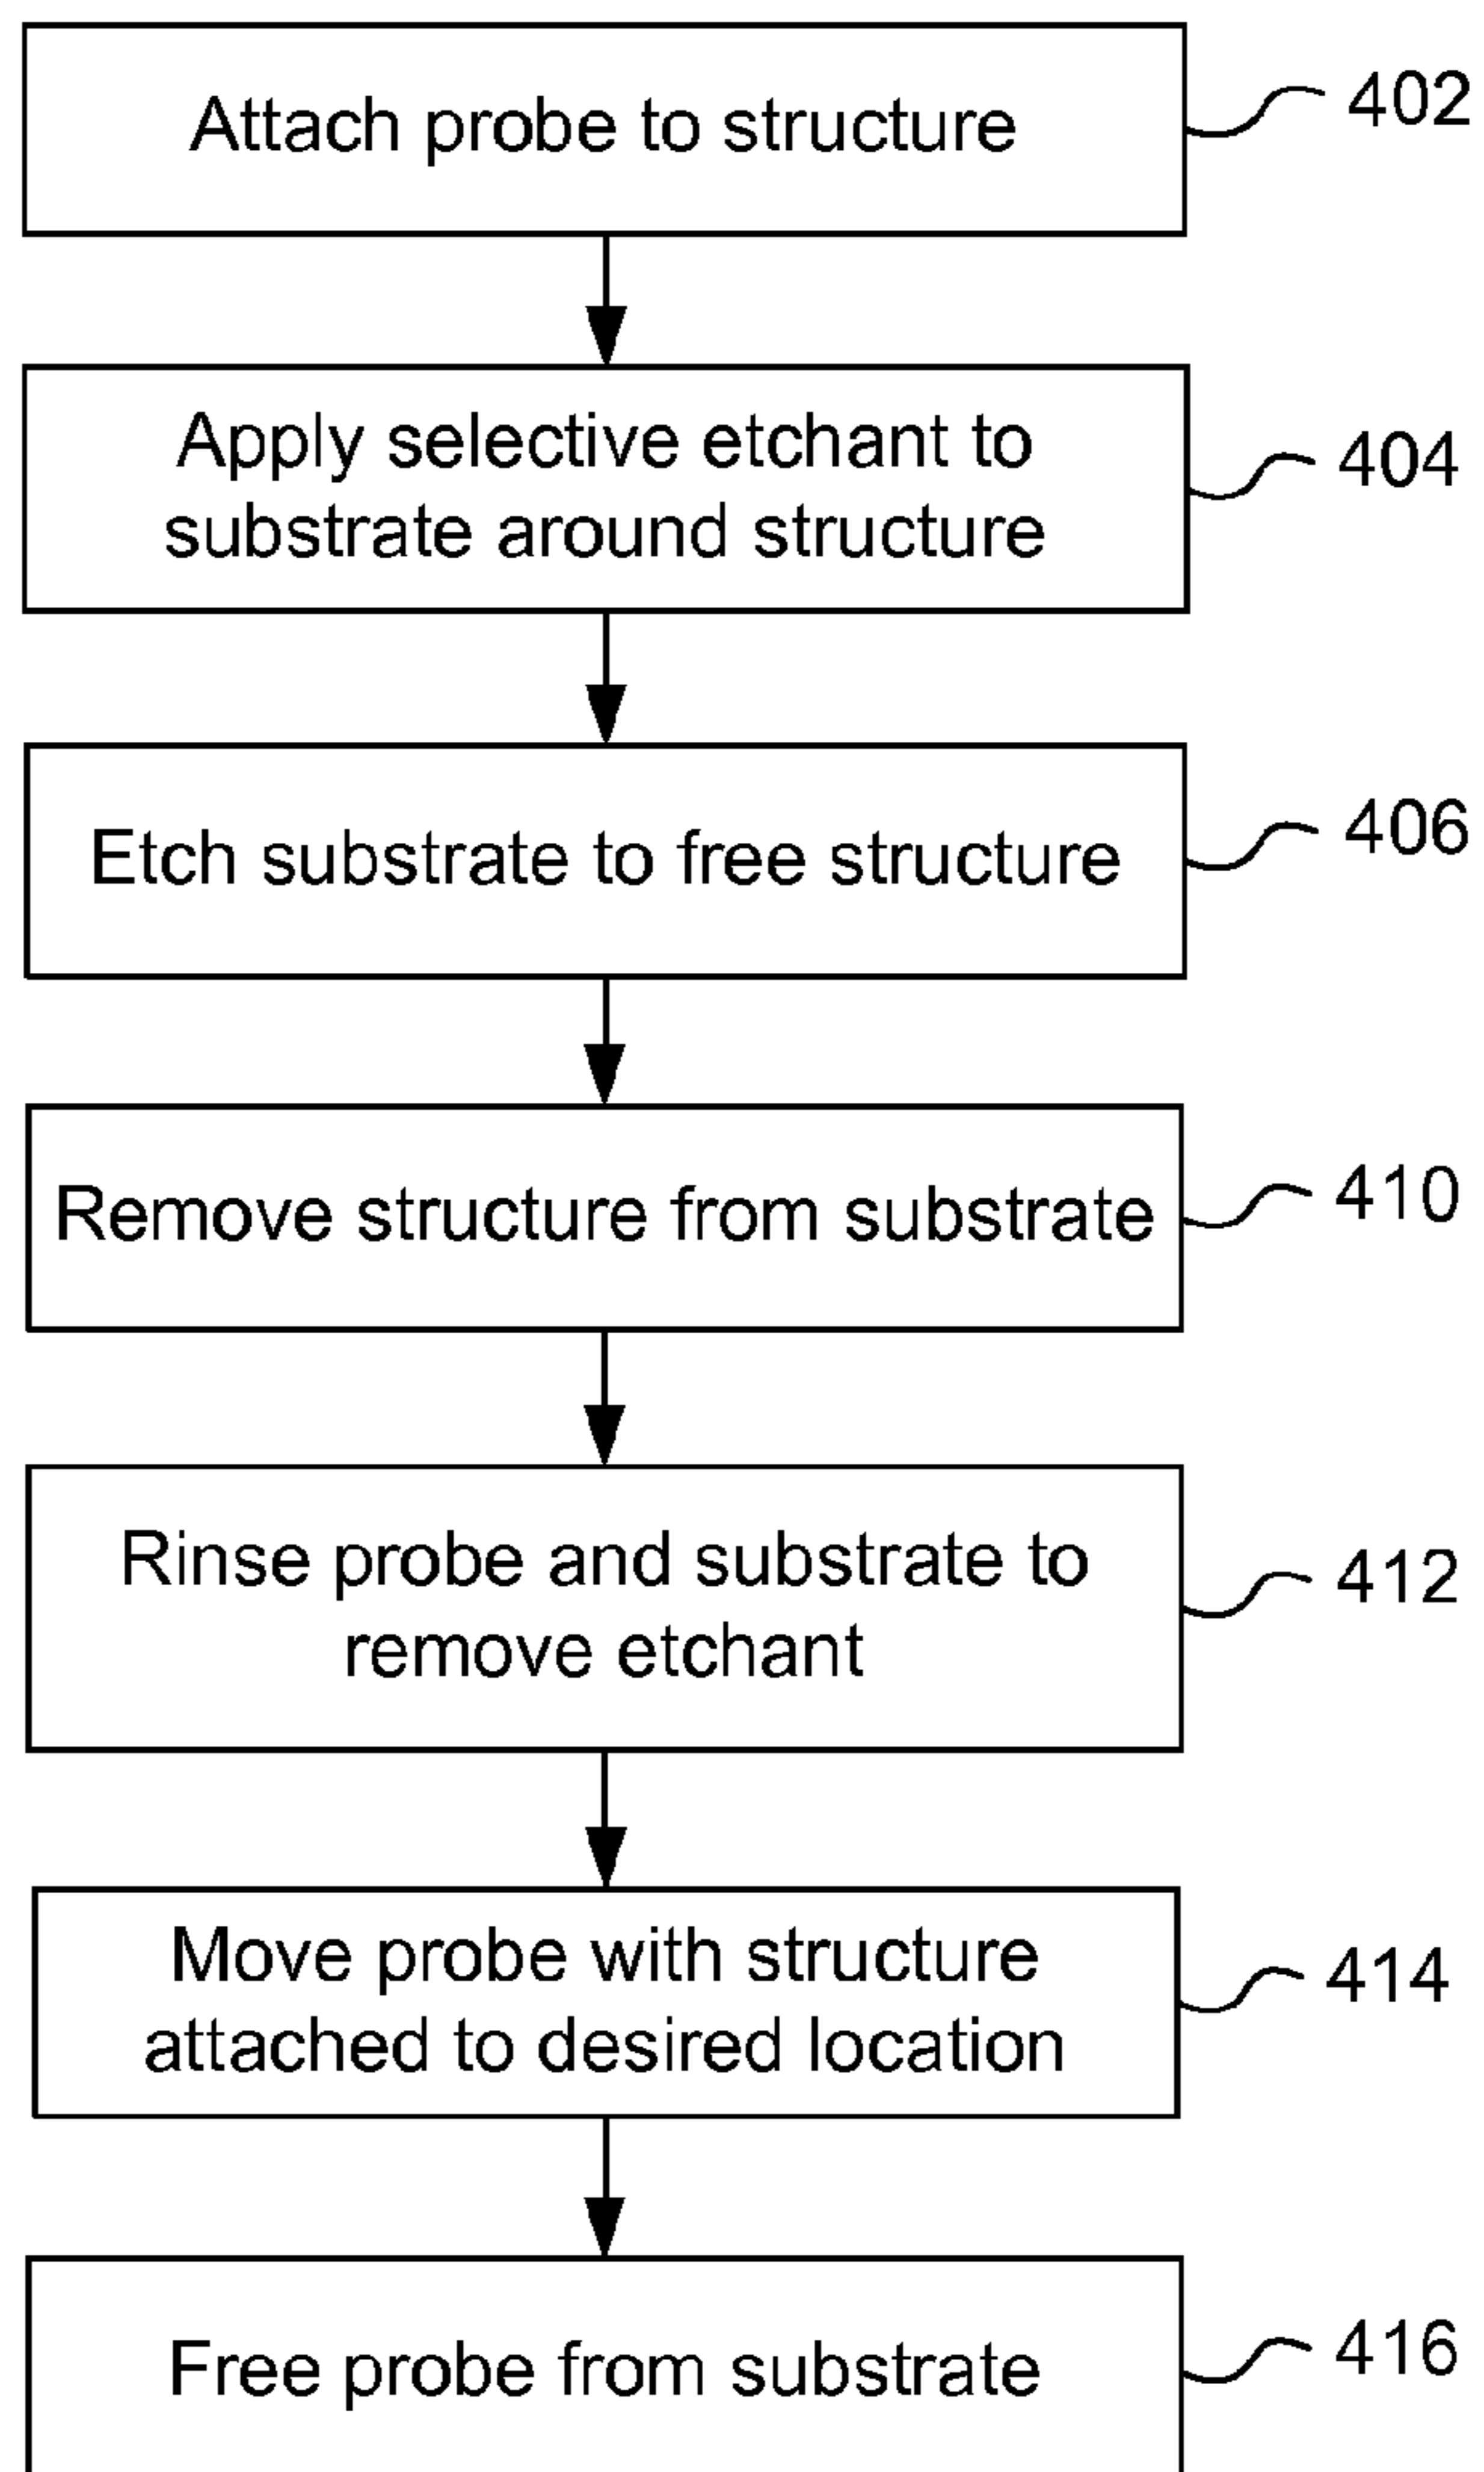 Attach probe to structure
402
Apply selective etchant to
substrate around structure
404
Etch substrate to free structure
406
Remove structure from substrate
410
Rinse probe and substrate to
remove etchant
412
Move probe with structure
attached to desired location
414
Free probe from substrate
416